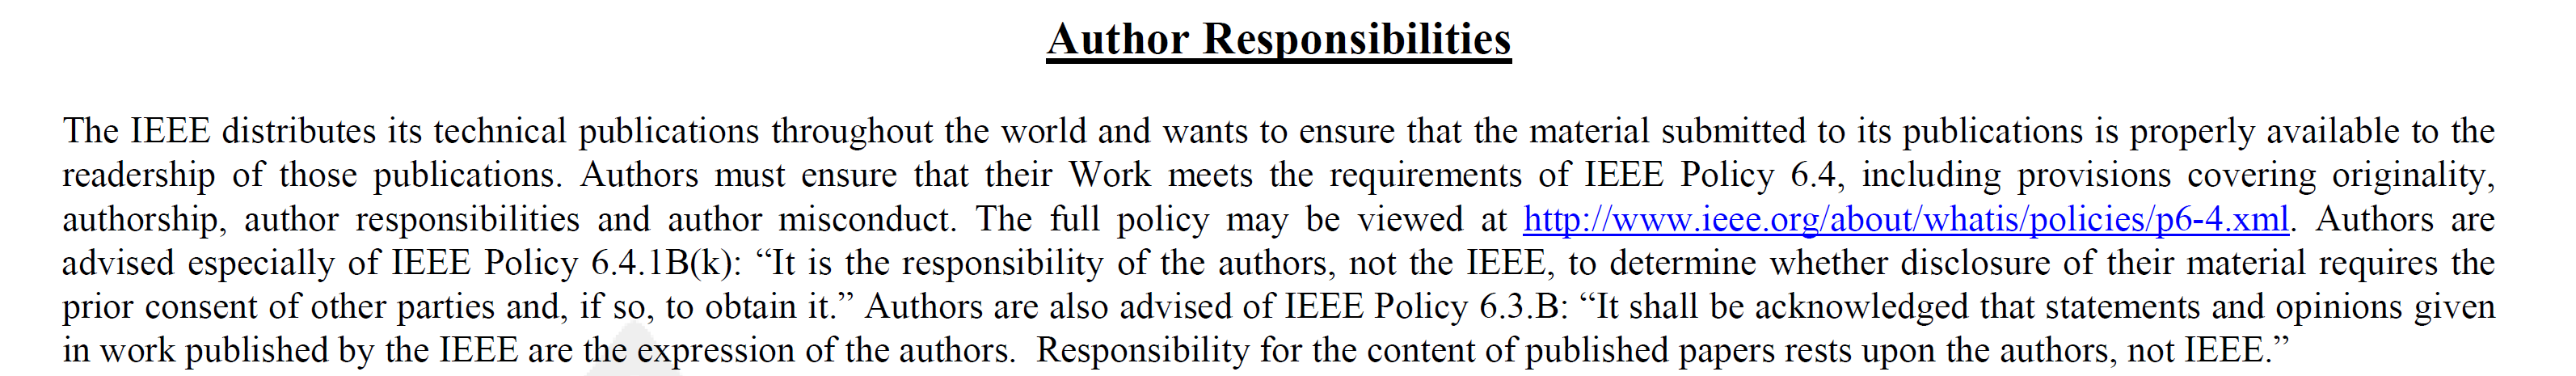 Author Responsibilities
The IEEE distributes its technical publications throughout the world and wants to ensure that the material submitted to its publications is properly available to the
readership of those publications. Authors must ensure that their Work meets the requirements of IEEE Policy 6.4, including provisions covering originality,
authorship, author responsibilities and author misconduct. The full policy may be viewed at http://www.ieee.org/about/whatis/policies/p6-4.xml. Authors are
advised especially of IEEE Policy 6.4.1B(k): “It is the responsibility of the authors, not the IEEE, to determine whether disclosure of their material requires the
prior consent of other parties and, if so, to obtain it.” Authors are also advised of IEEE Policy 6.3.B: “It shall be acknowledged that statements and opinions given
in work published by the IEEE are the expression of the authors.  Responsibility for the content of published papers rests upon the authors, not IEEE.”